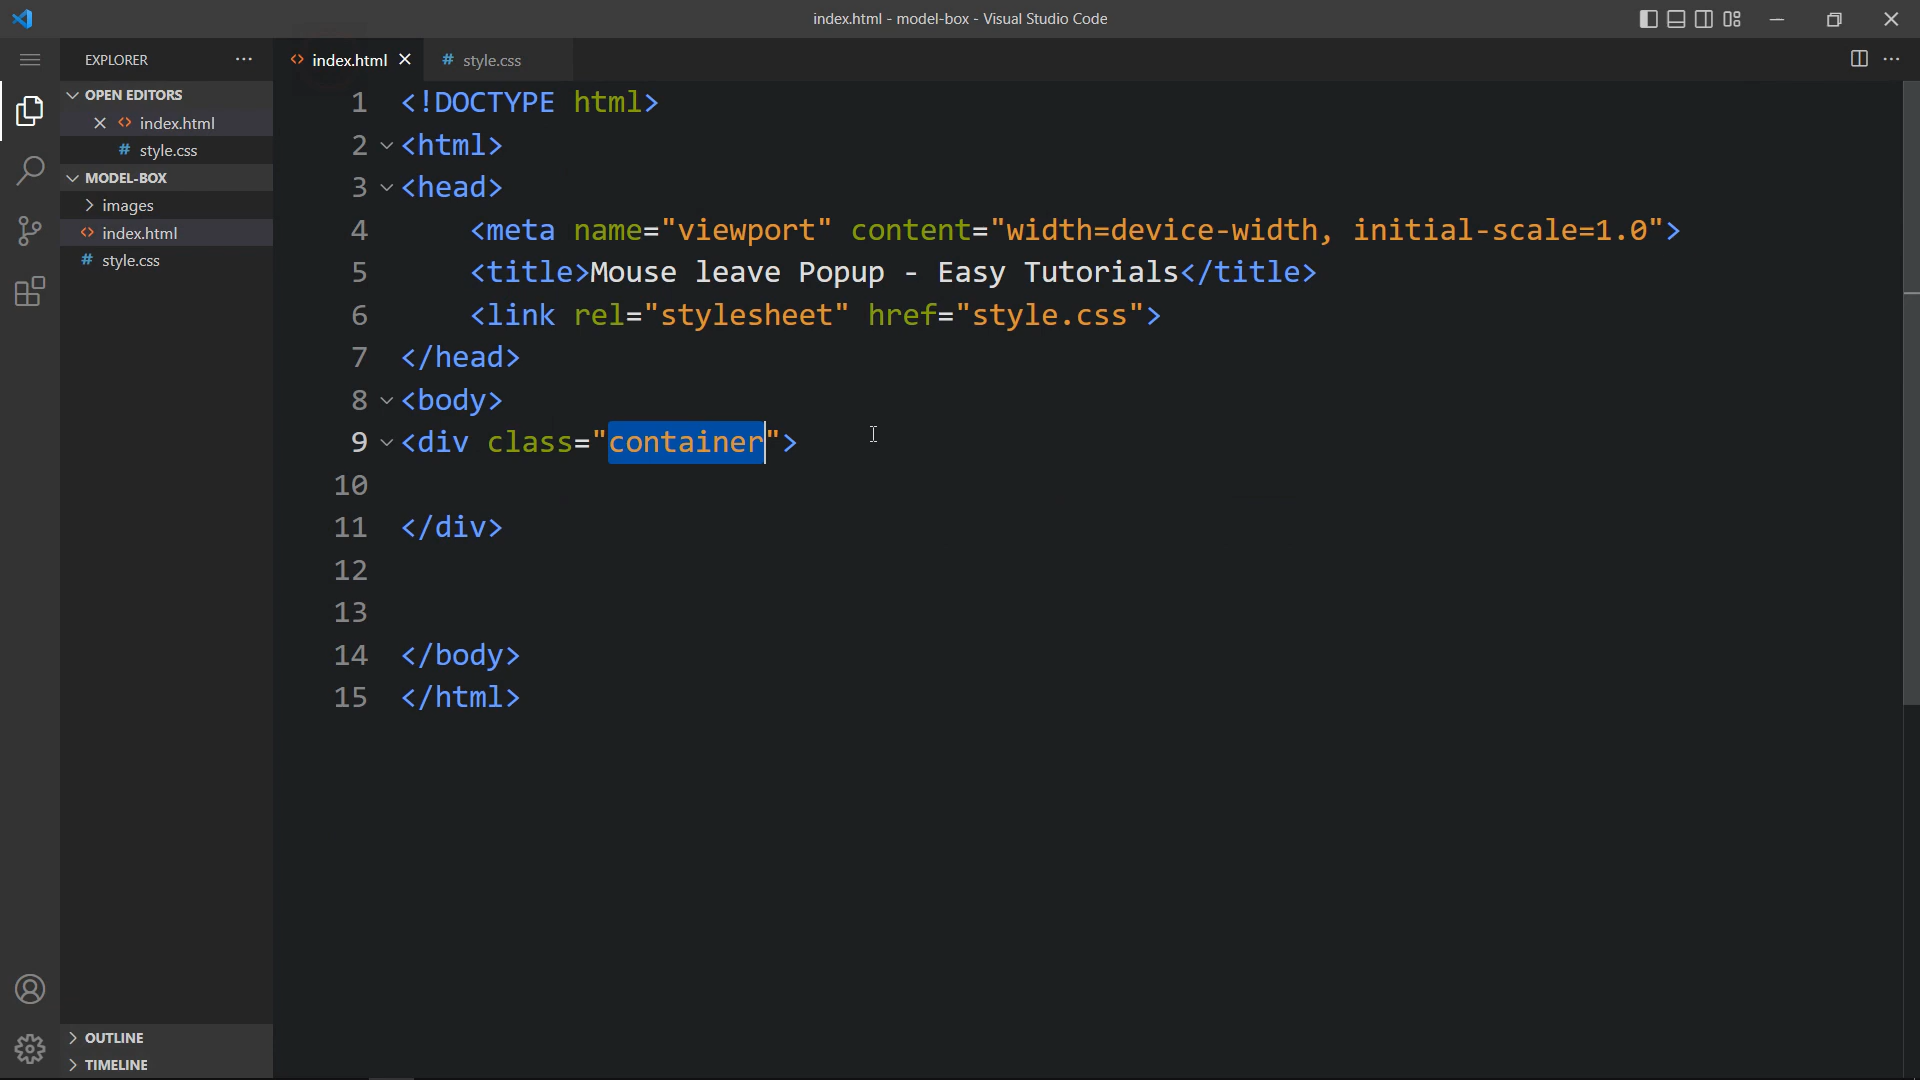 index.html - model-box - Visual Studio Code
EXPLORER
index.html
# style.css
OPEN EDITORS
index.html
# style.css
MODEL-BOX
images
index.html
# style.css
OUTLINE
TIMELINE
1 <!DOCTYPE html>
2 <html>
3 <head>
4 <meta name="viewport" content="width=device-width, initial-scale=1.0">
5 <title>Mouse leave Popup - Easy Tutorials</title>
6 <link rel="stylesheet" href="style.css">
7 </head>
8 <body>
9 <div class="container">
10
11 </div>
12
13
14 </body>
15 </html>